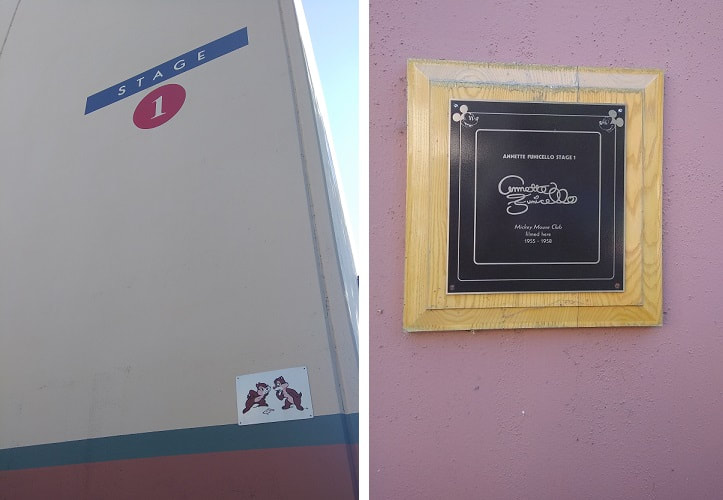 STAGE
1
ANNETTE FUNICELLO STAGE 1
Annette
Funicello
Mickey Mouse Club
filmed here
1955 - 1958